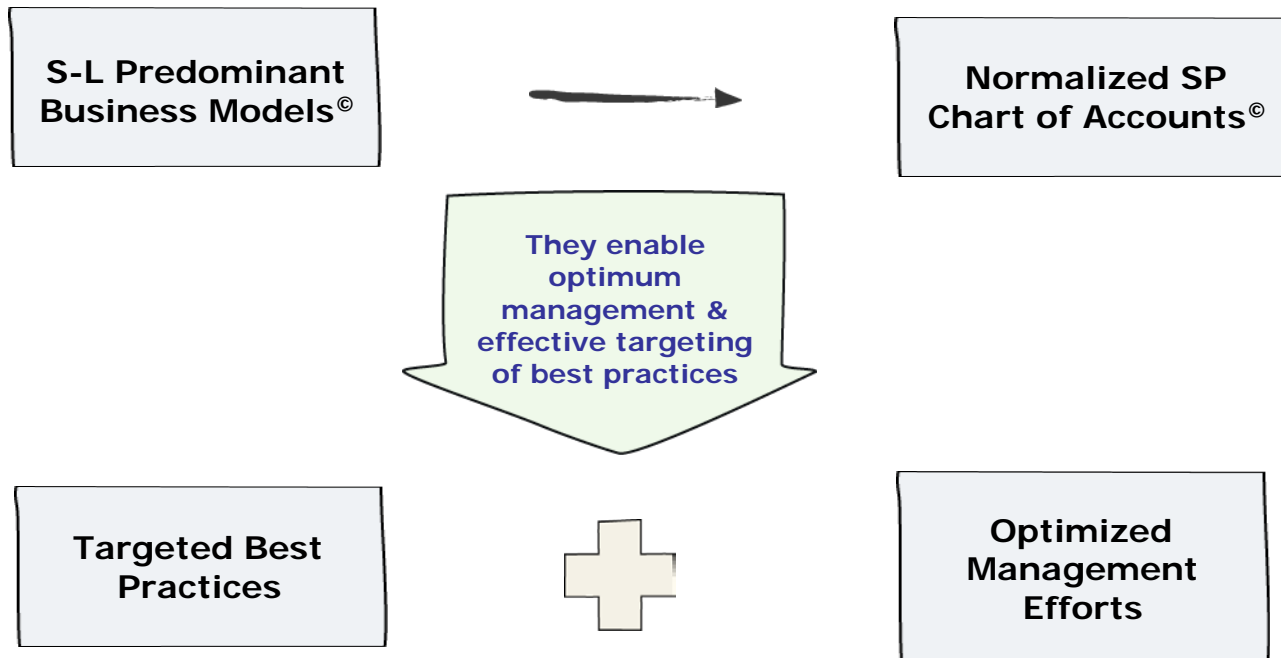 S-L Predominant
Business Models©
Normalized SP
Chart of Accounts©
They enable
optimum
management &
effective targeting
of best practices
Targeted Best
Practices
Optimized
Management
Efforts